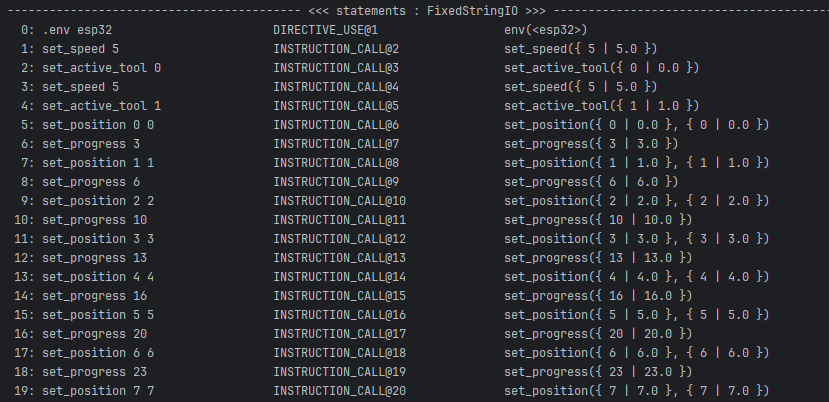 ------------------------------------------ <<< statements : FixedStringIO >>> ------------------------------------------
0: .env esp32 DIRECTIVE_USE@1 env(<esp32>)
1: set_speed 5 INSTRUCTION_CALL@2 set_speed({ 5 | 5.0 })
2: set_active_tool 0 INSTRUCTION_CALL@3 set_active_tool({ 0 | 0.0 })
3: set_speed 5 INSTRUCTION_CALL@4 set_speed({ 5 | 5.0 })
4: set_active_tool 1 INSTRUCTION_CALL@5 set_active_tool({ 1 | 1.0 })
5: set_position 0 0 INSTRUCTION_CALL@6 set_position({ 0 | 0.0 }, { 0 | 0.0 })
6: set_progress 3 INSTRUCTION_CALL@7 set_progress({ 3 | 3.0 })
7: set_position 1 1 INSTRUCTION_CALL@8 set_position({ 1 | 1.0 }, { 1 | 1.0 })
8: set_progress 6 INSTRUCTION_CALL@9 set_progress({ 6 | 6.0 })
9: set_position 2 2 INSTRUCTION_CALL@10 set_position({ 2 | 2.0 }, { 2 | 2.0 })
10: set_progress 10 INSTRUCTION_CALL@11 set_progress({ 10 | 10.0 })
11: set_position 3 3 INSTRUCTION_CALL@12 set_position({ 3 | 3.0 }, { 3 | 3.0 })
12: set_progress 13 INSTRUCTION_CALL@13 set_progress({ 13 | 13.0 })
13: set_position 4 4 INSTRUCTION_CALL@14 set_position({ 4 | 4.0 }, { 4 | 4.0 })
14: set_progress 16 INSTRUCTION_CALL@15 set_progress({ 16 | 16.0 })
15: set_position 5 5 INSTRUCTION_CALL@16 set_position({ 5 | 5.0 }, { 5 | 5.0 })
16: set_progress 20 INSTRUCTION_CALL@17 set_progress({ 20 | 20.0 })
17: set_position 6 6 INSTRUCTION_CALL@18 set_position({ 6 | 6.0 }, { 6 | 6.0 })
18: set_progress 23 INSTRUCTION_CALL@19 set_progress({ 23 | 23.0 })
19: set_position 7 7 INSTRUCTION_CALL@20 set_position({ 7 | 7.0 }, { 7 | 7.0 })